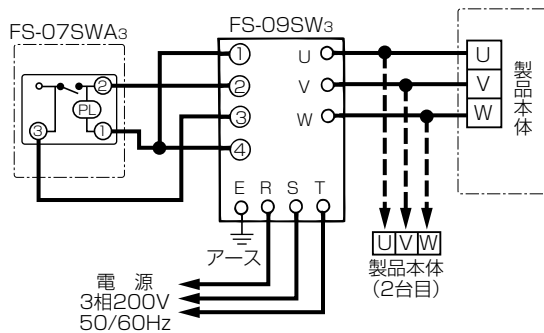 FS-07SWA3
② PL ① ③
FS-09SW3
①
②
③
④
U
V
W
E R S T
U
V
W
製品本体
アース
U V W
製品本体
(2台目)
電源
3相200V
50/60Hz